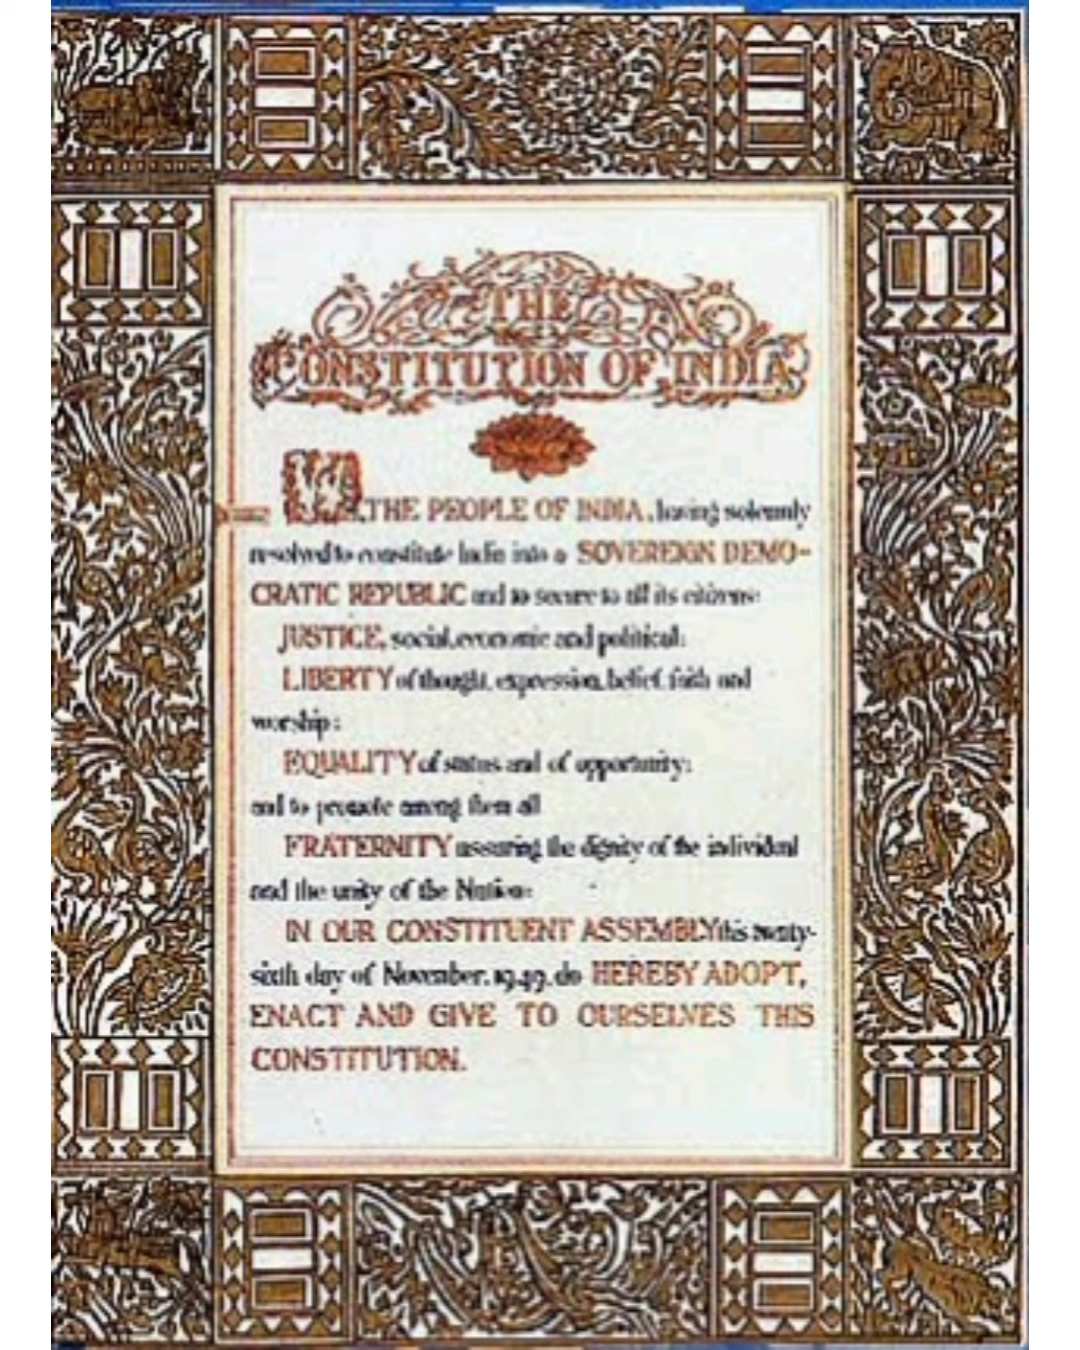 THE
CONSTITUTION OF INDIA
WE, THE PEOPLE OF INDIA, having solemnly
resolved to constitute India into a SOVEREIGN DEMO-
CRATIC REPUBLIC and to secure to all its citizens:
JUSTICE, social, economic and political;
LIBERTY of thought, expression, belief, faith and
worship;
EQUALITY of status and of opportunity;
and to promote among them all
FRATERNITY assuring the dignity of the individual
and the unity of the Nation;
IN OUR CONSTITUENT ASSEMBLY this twenty-
sixth day of November, 1949, do HEREBY ADOPT,
ENACT AND GIVE TO OURSELVES THIS
CONSTITUTION.